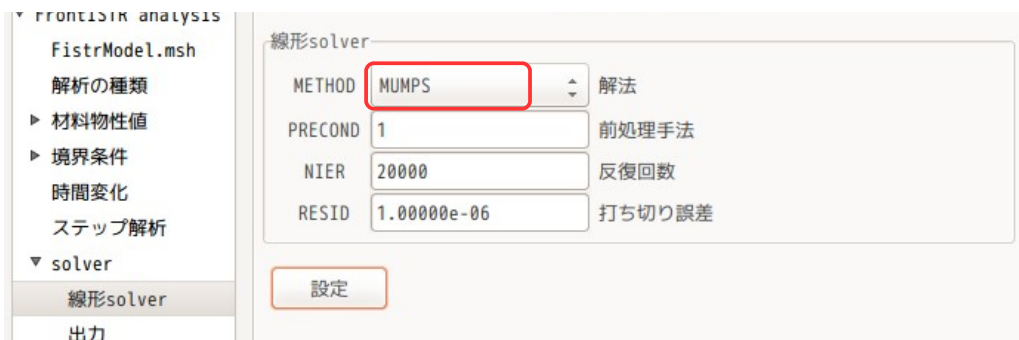 FrontISTR analysis
FistrModel.msh
解析の種類
材料物性値
境界条件
時間変化
ステップ解析
solver
線形solver
出力
線形solver
METHOD MUMPS 解法
PRECOND 1 前処理手法
NIER 20000 反復回数
RESID 1.00000e-06 打ち切り誤差
設定